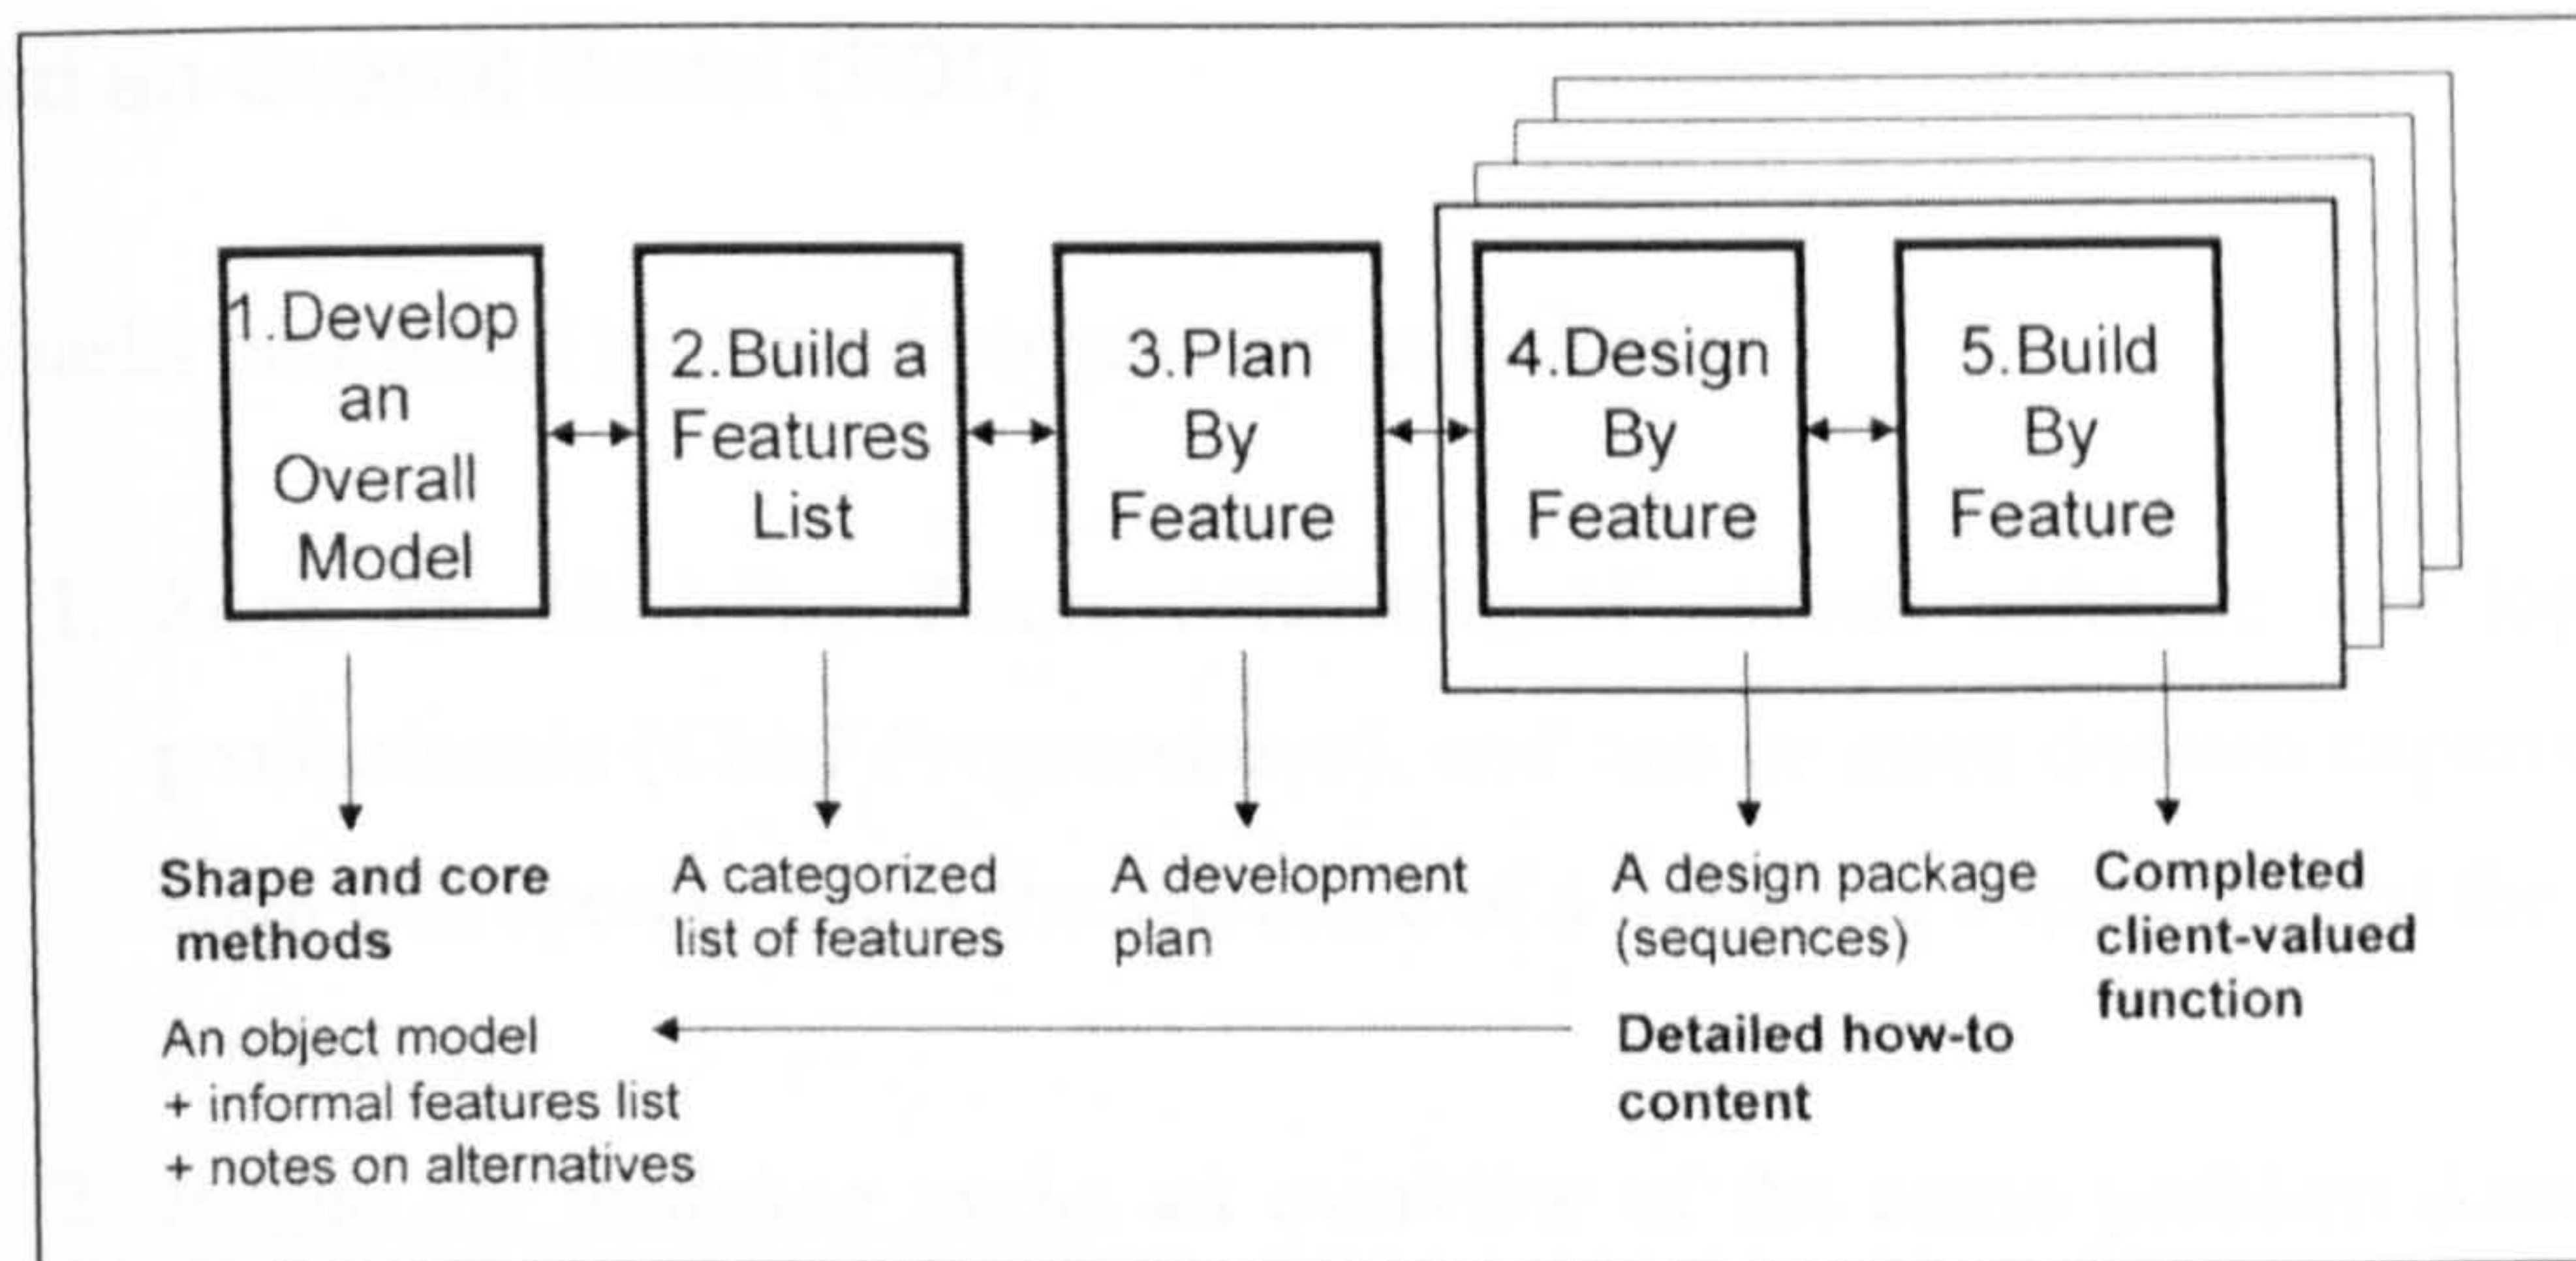 1.Develop
an
Overall
Model
2.Build a
Features
List
3.Plan
By
Feature
4.Design
By
Feature
5.Build
By
Feature
Shape and core
methods
An object model
+ informal features list
+ notes on alternatives
A categorized
list of features
A development
plan
A design package
(sequences)
Detailed how-to
content
Completed
client-valued
function